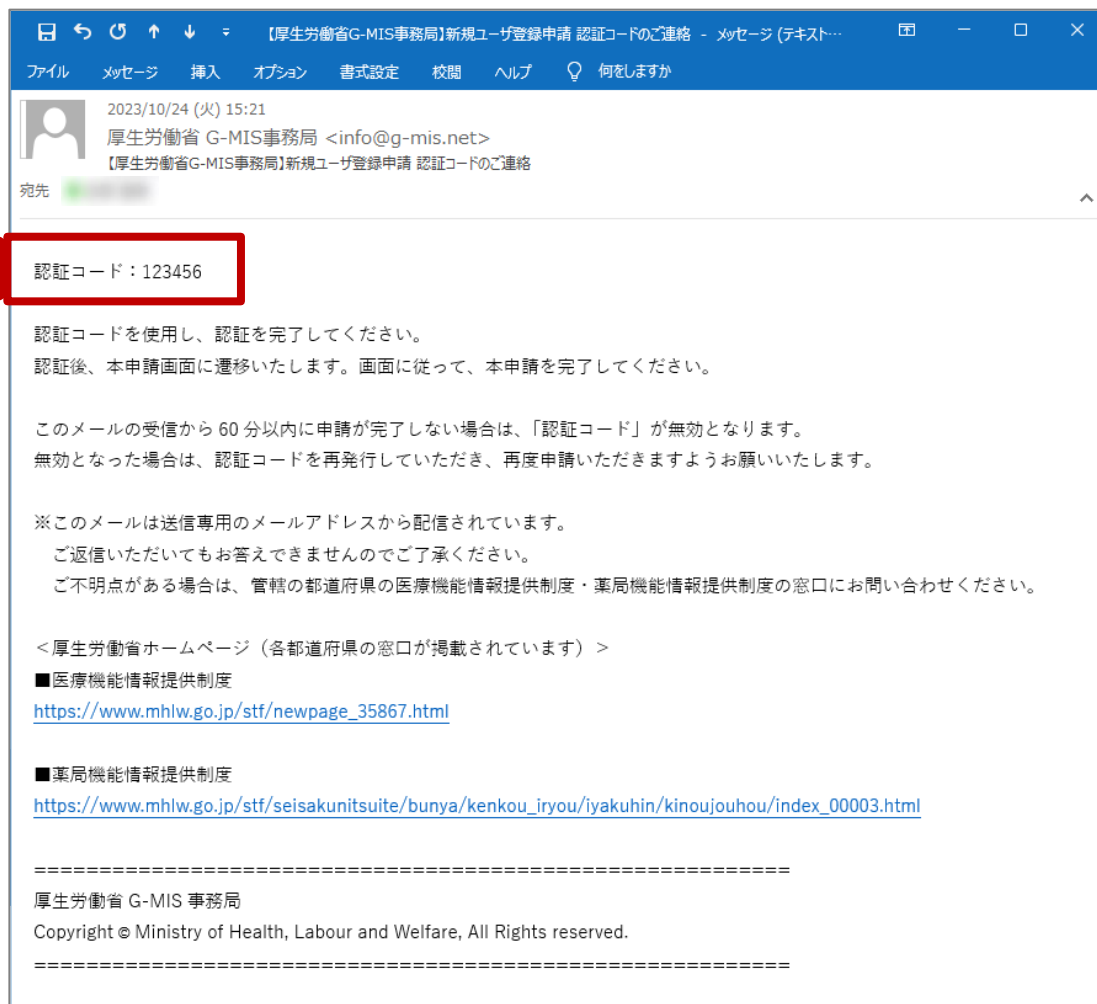 【厚生労働省G-MIS事務局】新規ユーザ登録申請 認証コードのご連絡 - メッセージ (テキスト…
ファイル メッセージ 挿入 オプション 書式設定 校閲 ヘルプ 何をしますか
2023/10/24 (火) 15:21
厚生労働省 G-MIS事務局 <info@g-mis.net>
【厚生労働省G-MIS事務局】新規ユーザ登録申請 認証コードのご連絡
宛先
認証コード：123456
認証コードを使用し、認証を完了してください。
認証後、本申請画面に遷移いたします。画面に従って、本申請を完了してください。
このメールの受信から 60 分以内に申請が完了しない場合は、「認証コード」が無効となります。
無効となった場合は、認証コードを再発行していただき、再度申請いただきますようお願いいたします。
※このメールは送信専用のメールアドレスから配信されています。
ご返信いただいてもお答えできませんのでご了承ください。
ご不明点がある場合は、管轄の都道府県の医療機能情報提供制度・薬局機能情報提供制度の窓口にお問い合わせください。
＜厚生労働省ホームページ（各都道府県の窓口が掲載されています）＞
■医療機能情報提供制度
https://www.mhlw.go.jp/stf/newpage_35867.html
■薬局機能情報提供制度
https://www.mhlw.go.jp/stf/seisakunitsuite/bunya/kenkou_iryou/iyakuhin/kinoujouhou/index_00003.html
==========================================================
厚生労働省 G-MIS 事務局
Copyright © Ministry of Health, Labour and Welfare, All Rights reserved.
==========================================================